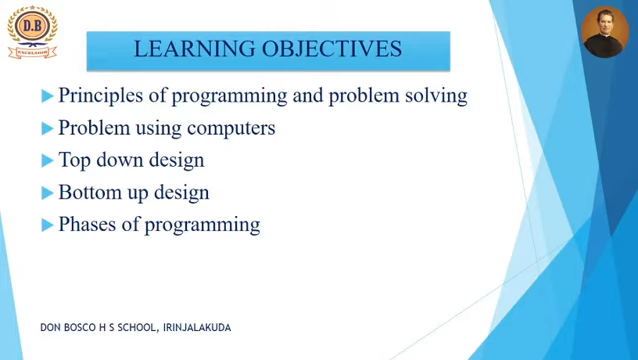 D.B
EXCELSIOR
LEARNING OBJECTIVES
Principles of programming and problem solving
Problem using computers
Top down design
Bottom up design
Phases of programming
DON BOSCO H S SCHOOL, IRINJALAKUDA